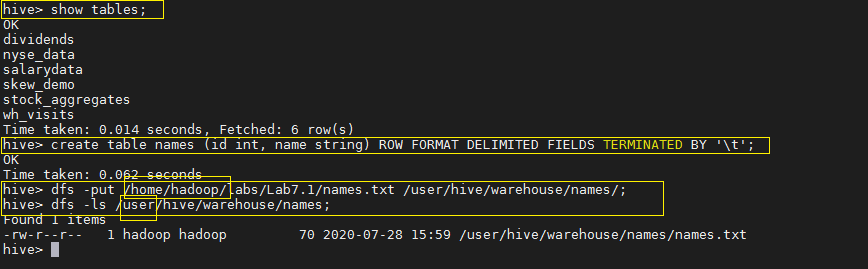 hive> show tables;
OK
dividends
nyse_data
salarydata
skew_demo
stock_aggregates
wh_visits
Time taken: 0.014 seconds, Fetched: 6 row(s)
hive> create table names (id int, name string) ROW FORMAT DELIMITED FIELDS TERMINATED BY '\t';
OK
Time taken: 0.062 seconds
hive> dfs -put /home/hadoop/labs/Lab7.1/names.txt /user/hive/warehouse/names/;
hive> dfs -ls /user/hive/warehouse/names;
Found 1 items
-rw-r--r--   1 hadoop hadoop         70 2020-07-28 15:59 /user/hive/warehouse/names/names.txt
hive>